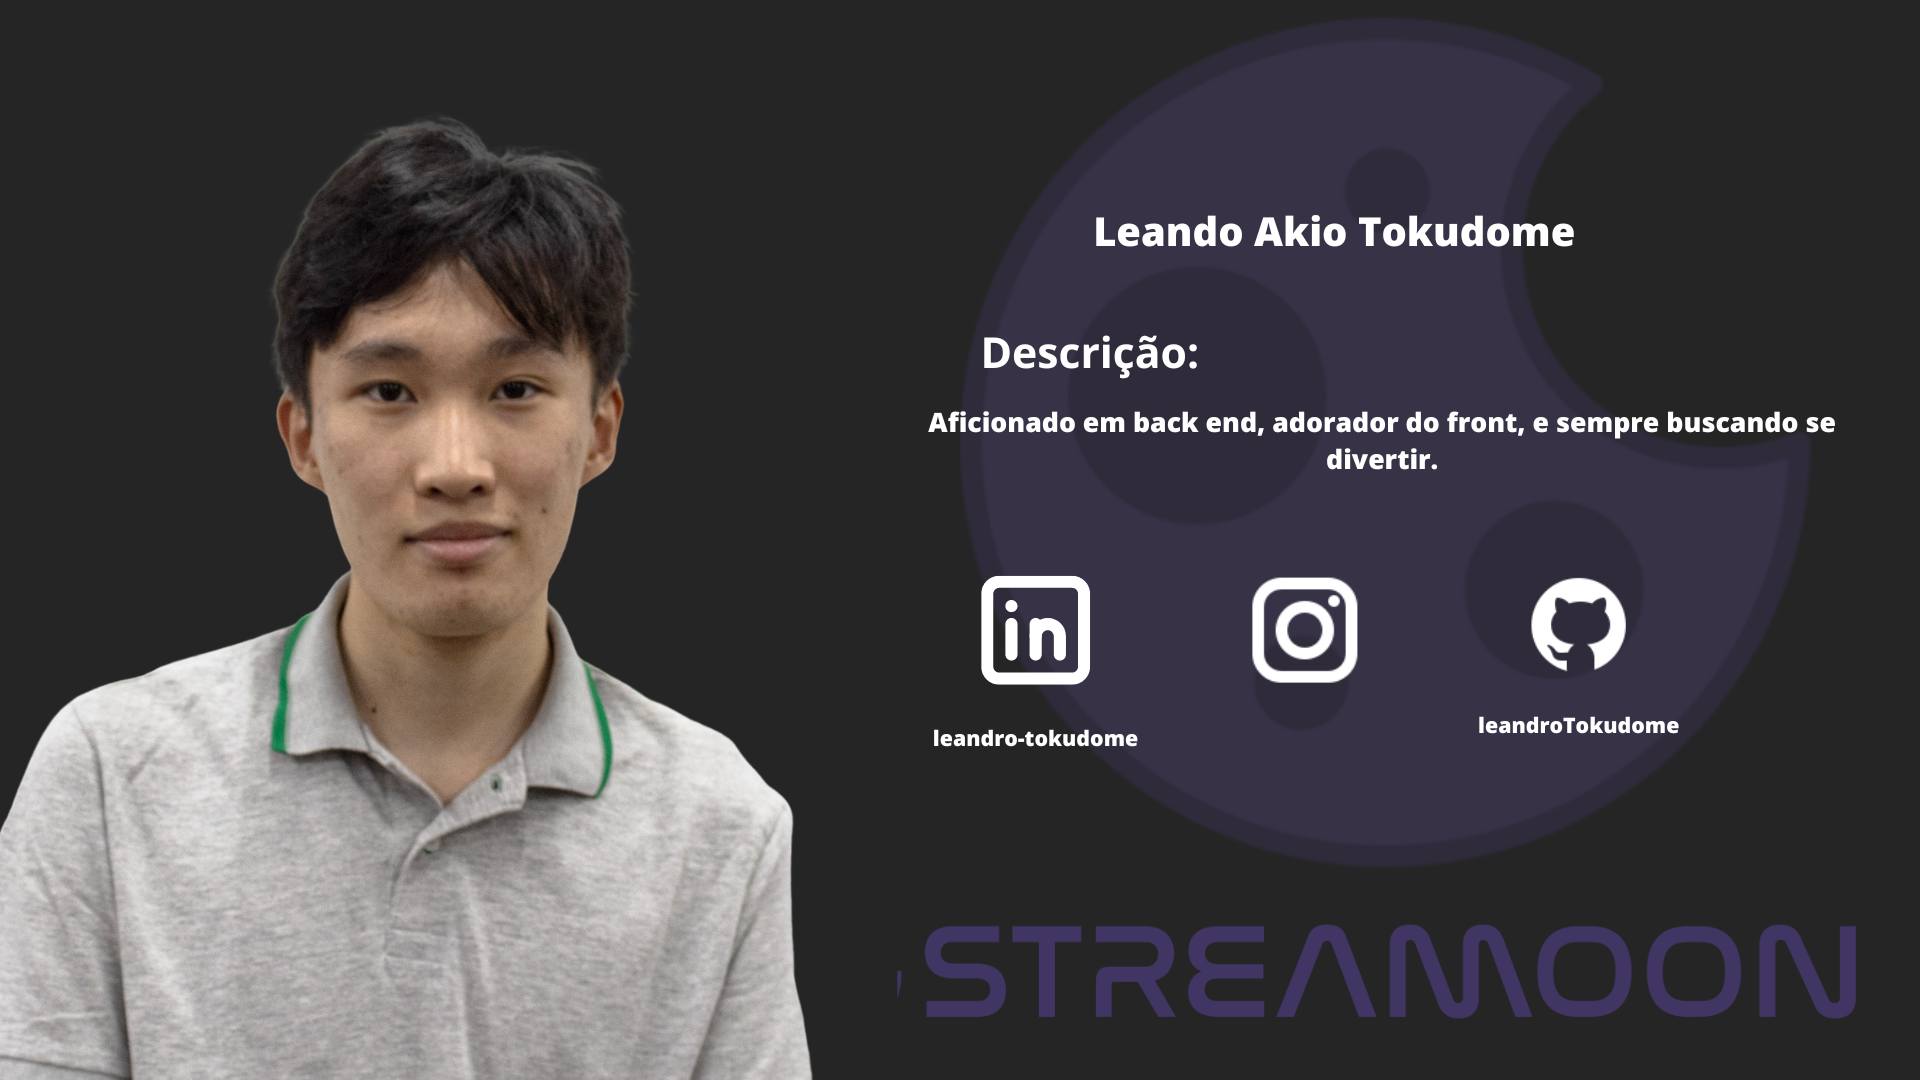 Leando Akio Tokudome
Descrição:
Aficionado em back end, adorador do front, e sempre buscando se
divertir.
in
leandro-tokudome
leandroTokudome
STREAMOON